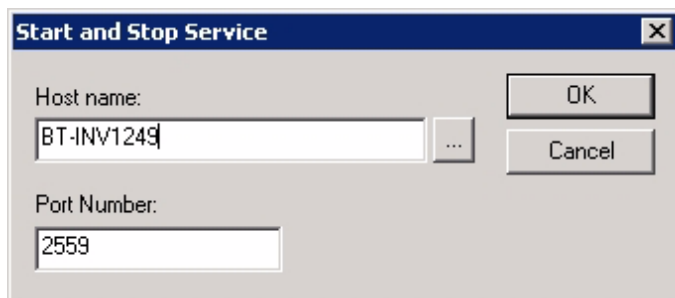 Start and Stop Service
Host name:
OK
BT-INV1249
...
Cancel
Port Number:
2559